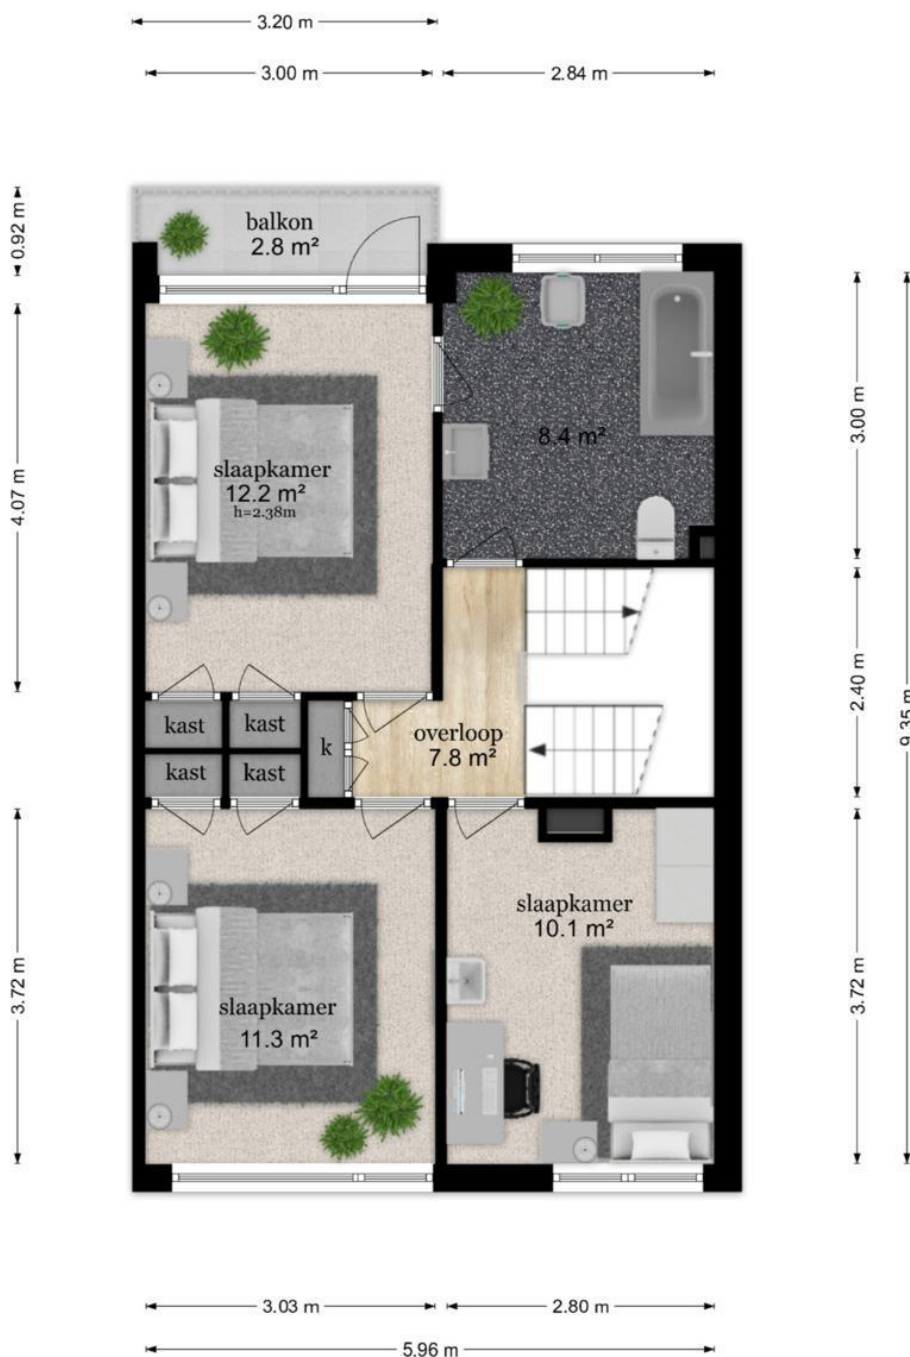 3.20 m
3.00 m
2.84 m
0.92 m
balkon
2.8 m²
4.07 m
slaapkamer
12.2 m²
h=2.38m
8.4 m²
3.00 m
kast
kast
kast
kast
k
overloop
7.8 m²
2.40 m
9.35 m
3.72 m
slaapkamer
11.3 m²
slaapkamer
10.1 m²
3.72 m
3.03 m
2.80 m
5.96 m